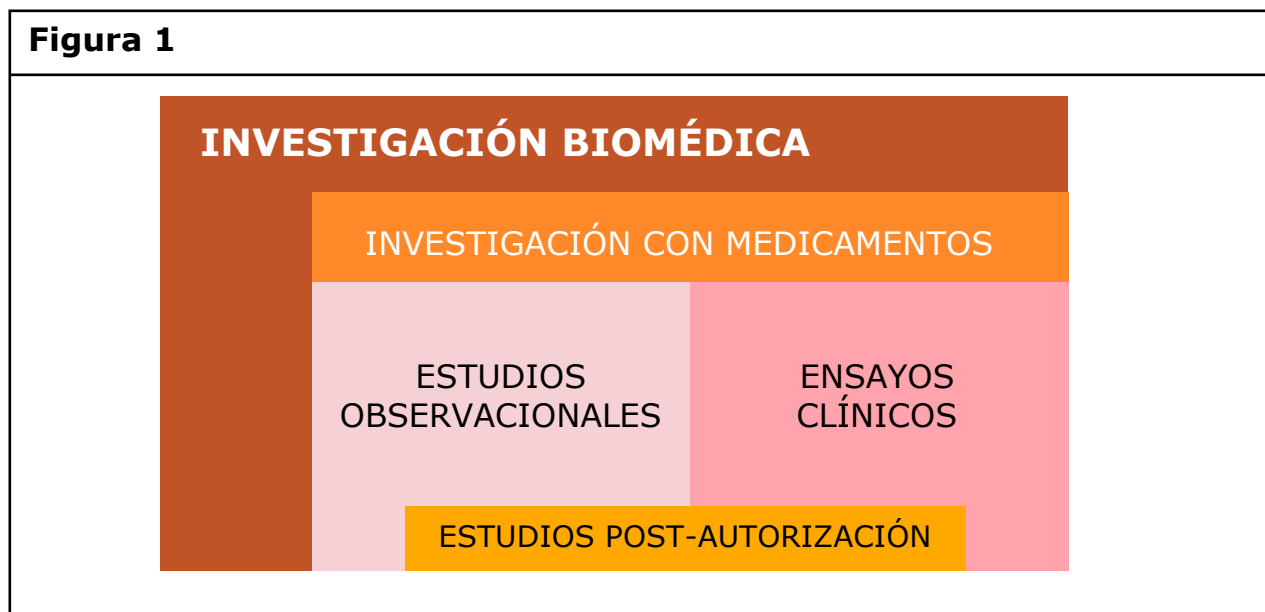 Figura 1
INVESTIGACIÓN BIOMÉDICA
INVESTIGACIÓN CON MEDICAMENTOS
ESTUDIOS
OBSERVACIONALES
ENSAYOS
CLÍNICOS
ESTUDIOS POST-AUTORIZACIÓN